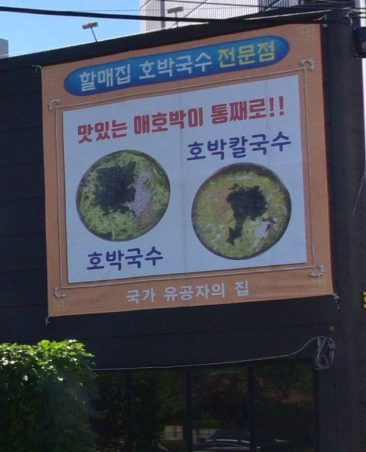 할매집 호박국수 전문점
맛있는 애호박이 통째로!!
호박칼국수
호박국수
국가 유공자의 집